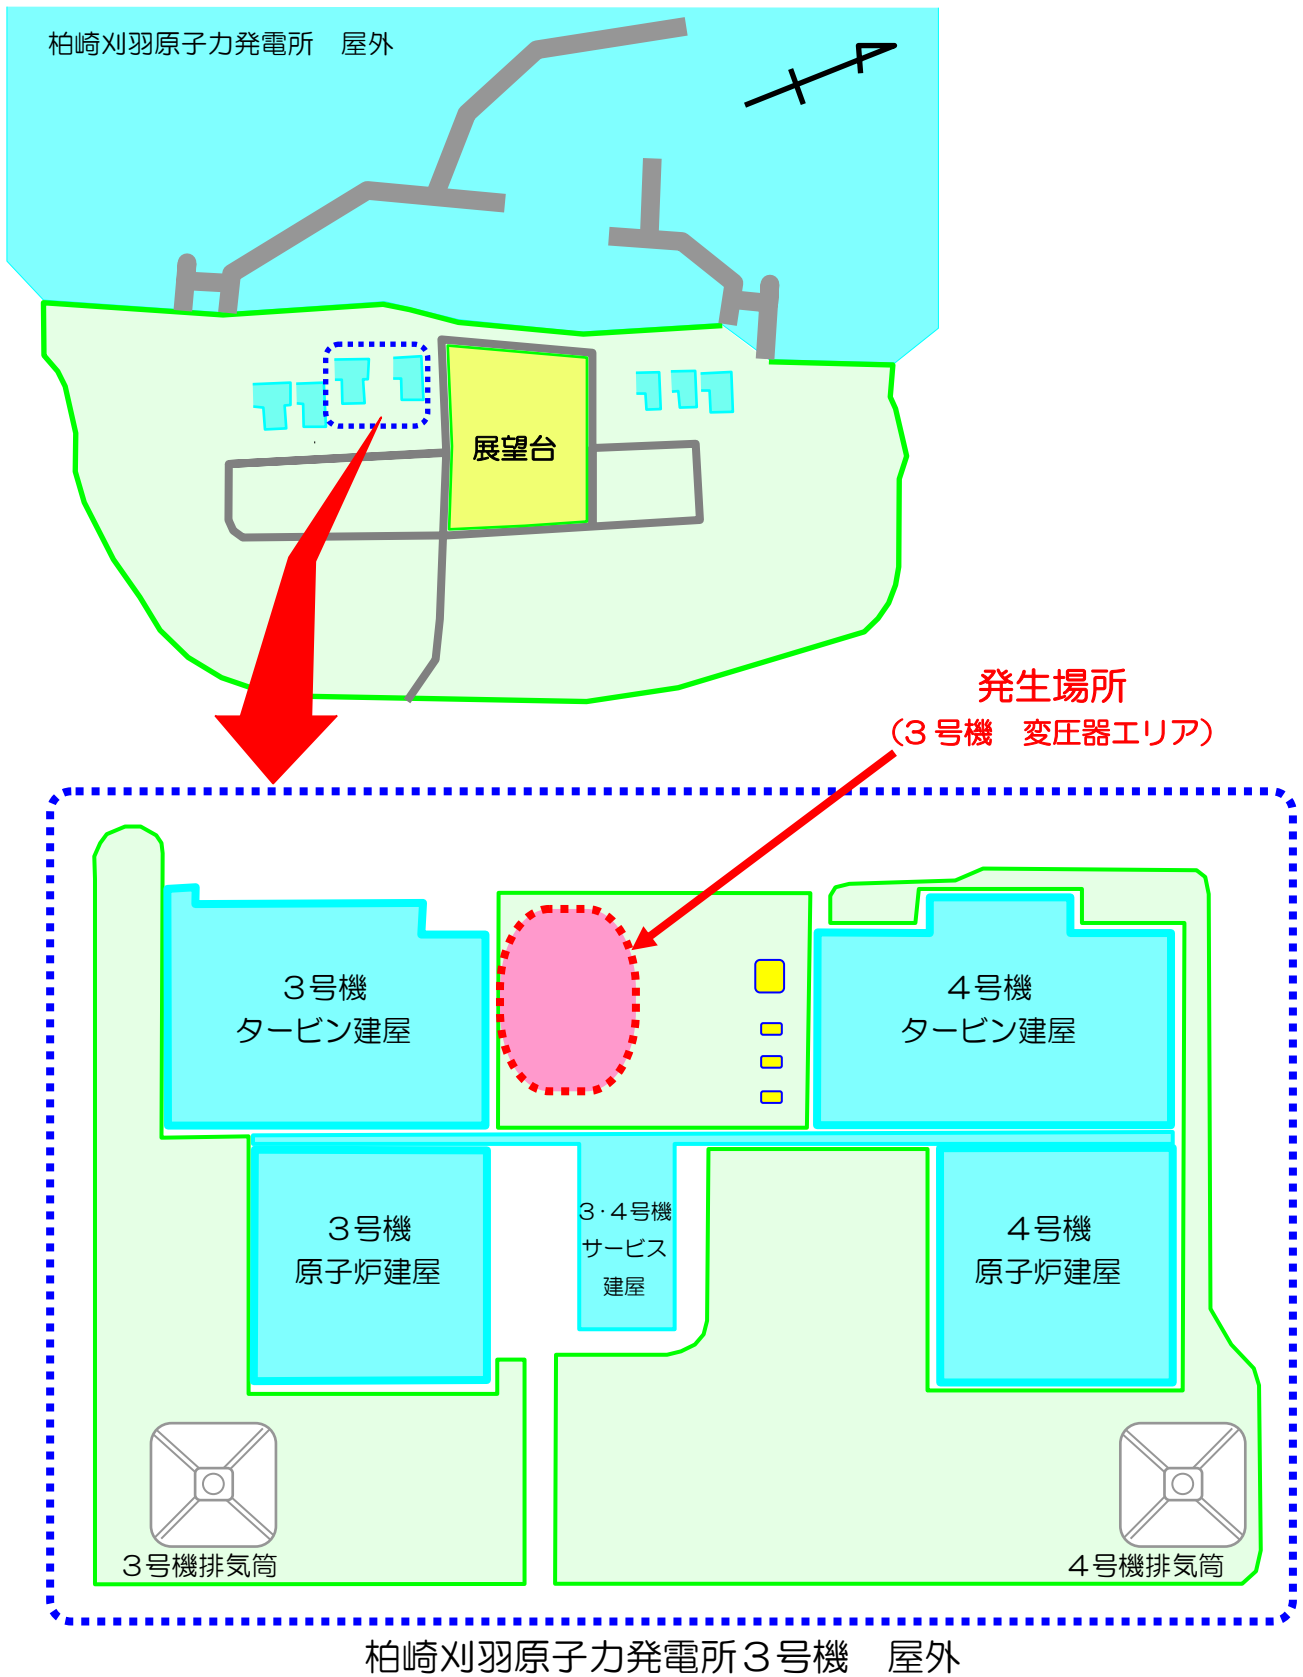 柏崎刈羽原子力発電所　屋外
展望台
発生場所
（３号機　変圧器エリア）
３号機
タービン建屋
４号機
タービン建屋
３号機
原子炉建屋
３・４号機
サービス
建屋
４号機
原子炉建屋
３号機排気筒
４号機排気筒
柏崎刈羽原子力発電所３号機　屋外